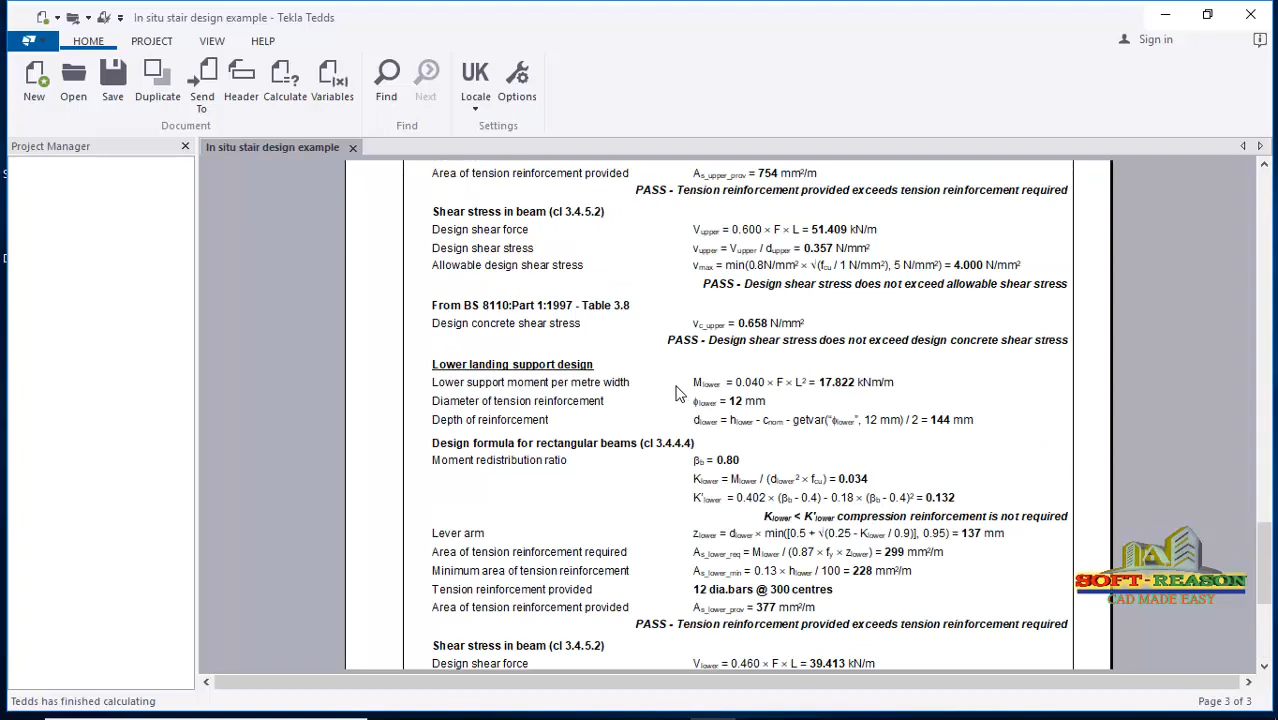 In situ stair design example - Tekla Tedds
HOME PROJECT VIEW HELP
Sign in
New Open Save Duplicate Send To Header Calculate Variables
Find Next
UK Locale Options
Document Find Settings
Project Manager
In situ stair design example
Area of tension reinforcement provided As_upper_prov = 754 mm²/m
PASS - Tension reinforcement provided exceeds tension reinforcement required
Shear stress in beam (cl 3.4.5.2)
Design shear force Vupper = 0.600 × F × L = 51.409 kN/m
Design shear stress vupper = Vupper / dupper = 0.357 N/mm²
Allowable design shear stress vmax = min(0.8N/mm² × √(fcu / 1 N/mm²), 5 N/mm²) = 4.000 N/mm²
PASS - Design shear stress does not exceed allowable shear stress
From BS 8110:Part 1:1997 - Table 3.8
Design concrete shear stress vc_upper = 0.658 N/mm²
PASS - Design shear stress does not exceed design concrete shear stress
Lower landing support design
Lower support moment per metre width Mlower = 0.040 × F × L² = 17.822 kNm/m
Diameter of tension reinforcement ϕlower = 12 mm
Depth of reinforcement dlower = hlower - cnom - getvar("ϕlower", 12 mm) / 2 = 144 mm
Design formula for rectangular beams (cl 3.4.4.4)
Moment redistribution ratio βb = 0.80
Klower = Mlower / (dlower² × fcu) = 0.034
K'lower = 0.402 × (βb - 0.4) - 0.18 × (βb - 0.4)² = 0.132
Klower < K'lower compression reinforcement is not required
Lever arm zlower = dlower × min([0.5 + √(0.25 - Klower / 0.9)], 0.95) = 137 mm
Area of tension reinforcement required As_lower_req = Mlower / (0.87 × fy × zlower) = 299 mm²/m
Minimum area of tension reinforcement As_lower_min = 0.13 × hlower / 100 = 228 mm²/m
Tension reinforcement provided 12 dia.bars @ 300 centres
Area of tension reinforcement provided As_lower_prov = 377 mm²/m
PASS - Tension reinforcement provided exceeds tension reinforcement required
Shear stress in beam (cl 3.4.5.2)
Design shear force Vlower = 0.460 × F × L = 39.413 kN/m
SOFT-REASON
CAD MADE EASY
Tedds has finished calculating
Page 3 of 3